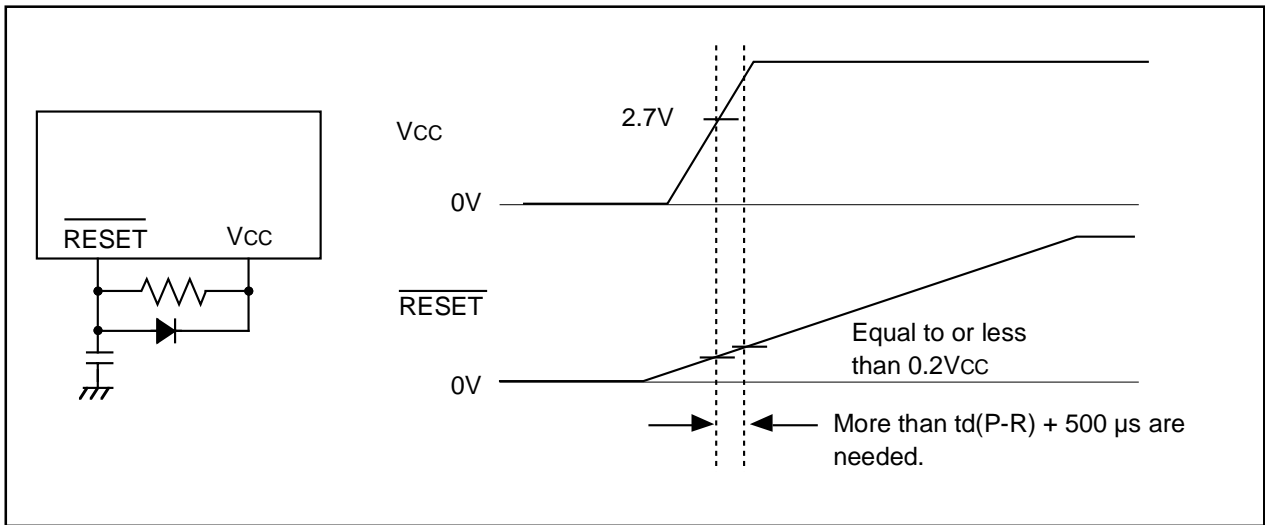 RESET
VCC
VCC
2.7V
0V
RESET
0V
Equal to or less
than 0.2VCC
More than td(P-R) + 500 µs are
needed.